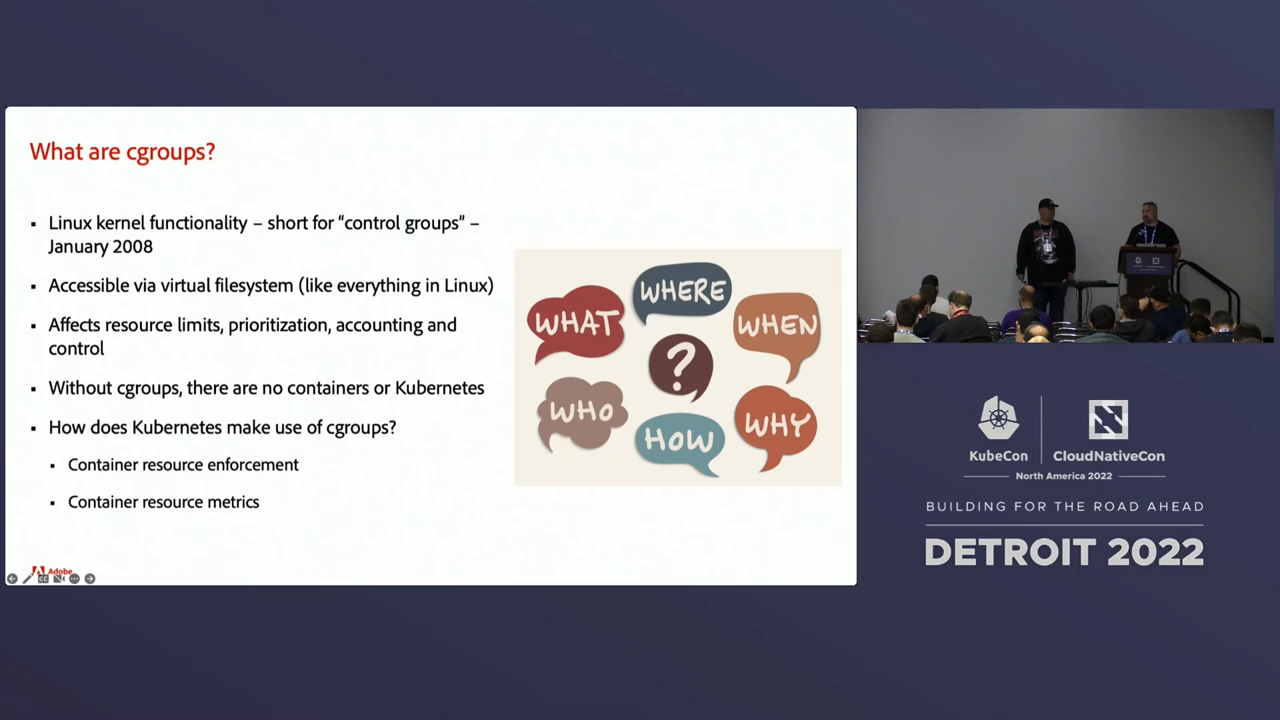 What are cgroups?
▪ Linux kernel functionality – short for “control groups” –
January 2008
▪ Accessible via virtual filesystem (like everything in Linux)
▪ Affects resource limits, prioritization, accounting and
control
▪ Without cgroups, there are no containers or Kubernetes
▪ How does Kubernetes make use of cgroups?
▪ Container resource enforcement
▪ Container resource metrics
WHAT
WHERE
WHEN
?
WHO
HOW
WHY
Adobe
KubeCon
CloudNativeCon
North America 2022
BUILDING FOR THE ROAD AHEAD
DETROIT 2022